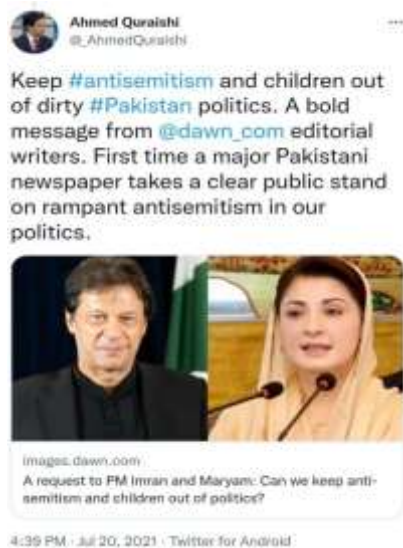 Ahmed Quraishi
@_AhmedQuraishi
Keep #antisemitism and children out
of dirty #Pakistan politics. A bold
message from @dawn_com editorial
writers. First time a major Pakistani
newspaper takes a clear public stand
on rampant antisemitism in our
politics.
images.dawn.com
A request to PM Imran and Maryam: Can we keep anti-
semitism and children out of politics?
4:39 PM · Jul 20, 2021 · Twitter for Android